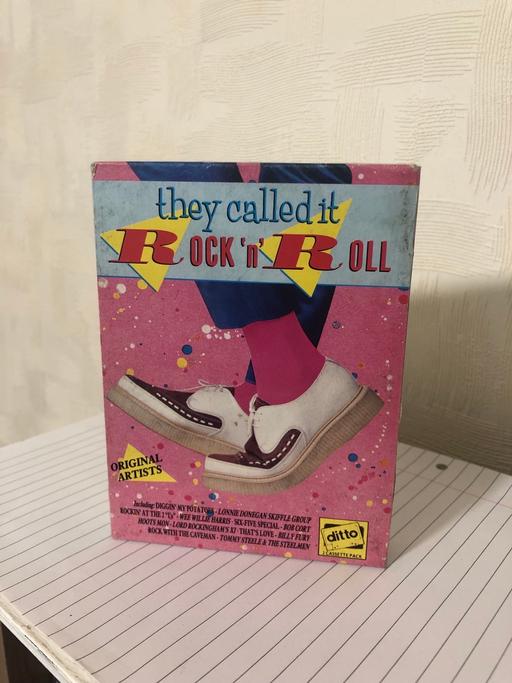 they called it
ROCK 'n' ROLL
ORIGINAL
ARTISTS
Including: DIGGIN' MY POTATOES - LONNIE DONEGAN SKIFFLE GROUP
ROCKIN' AT THE 2 "I's" - WEE WILLIE HARRIS · SIX-FIVE SPECIAL - BOB CORT
HOOTS MON - LORD ROCKINGHAM'S XI · THAT'S LOVE - BILLY FURY
ROCK WITH THE CAVEMAN - TOMMY STEELE & THE STEELMEN
ditto
2 CASSETTE PACK